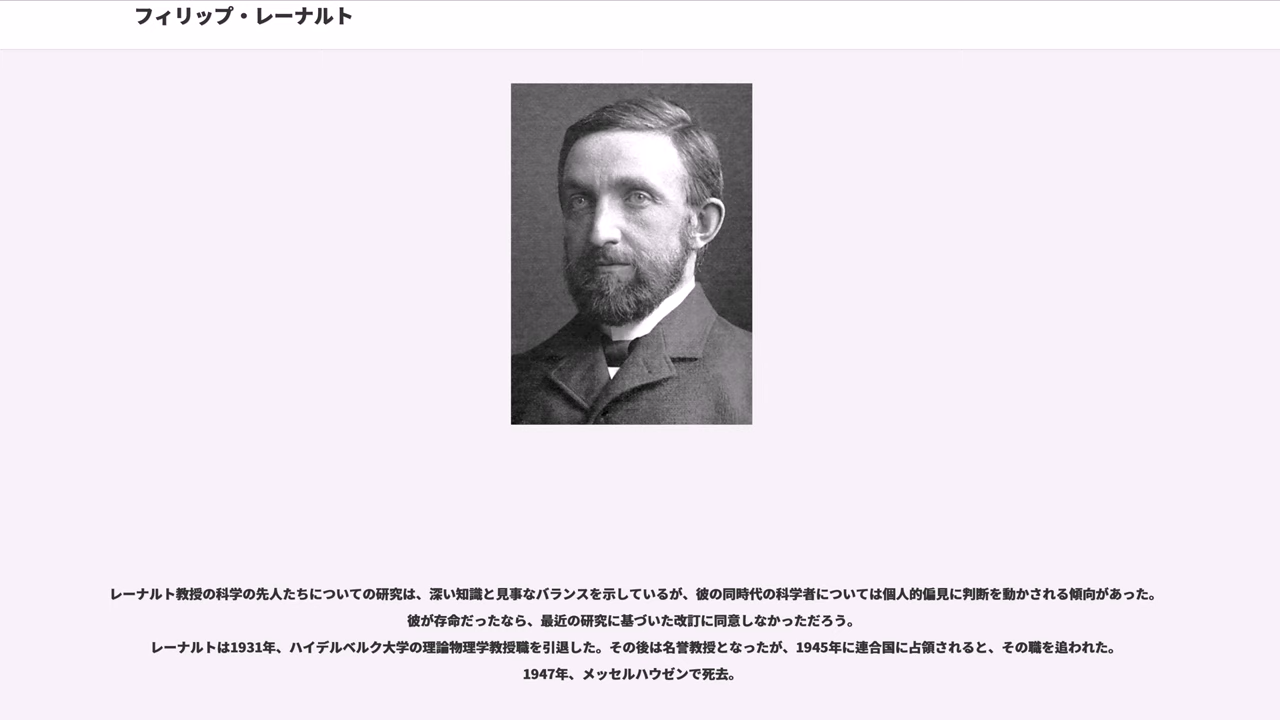 フィリップ・レーナルト
レーナルト教授の科学の先人たちについての研究は、深い知識と見事なバランスを示しているが、彼の同時代の科学者については個人的偏見に判断を動かされる傾向があった。
彼が存命だったなら、最近の研究に基づいた改訂に同意しなかっただろう。
レーナルトは1931年、ハイデルベルク大学の理論物理学教授職を引退した。その後は名誉教授となったが、1945年に連合国に占領されると、その職を追われた。
1947年、メッセルハウゼンで死去。